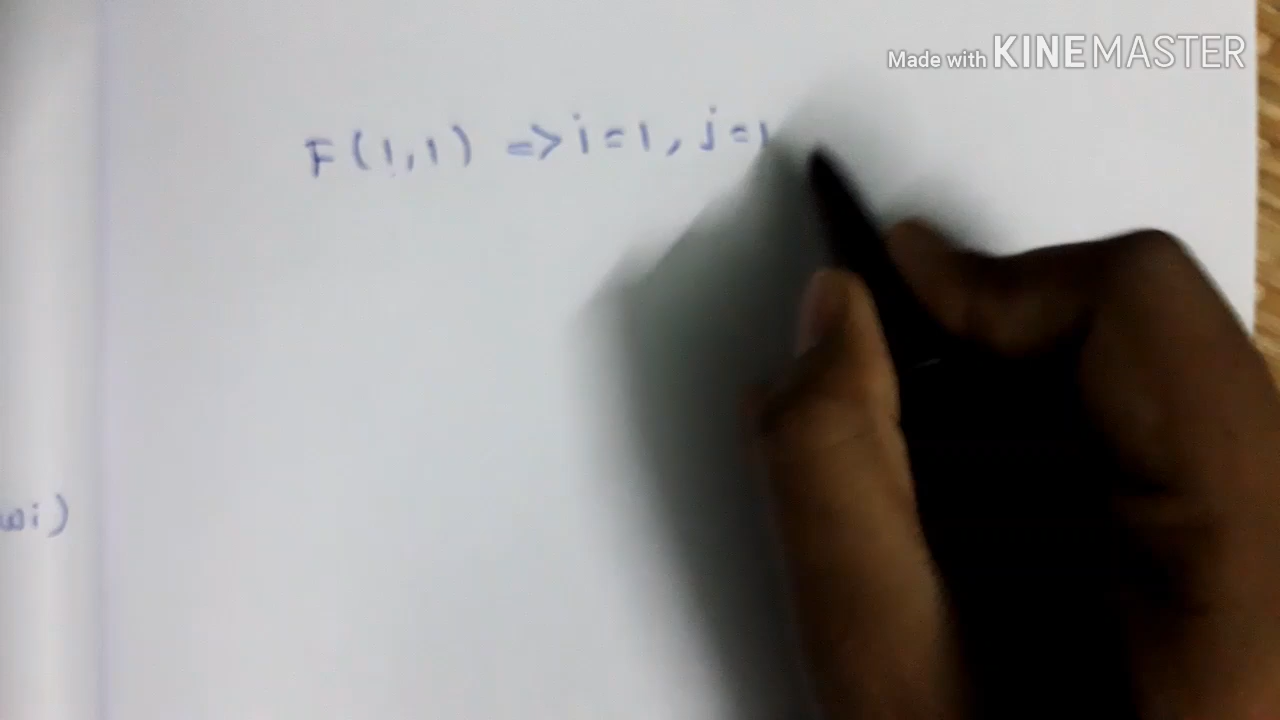 Made with KINEMASTER
F(1,1) => i=1, j=1
wi)